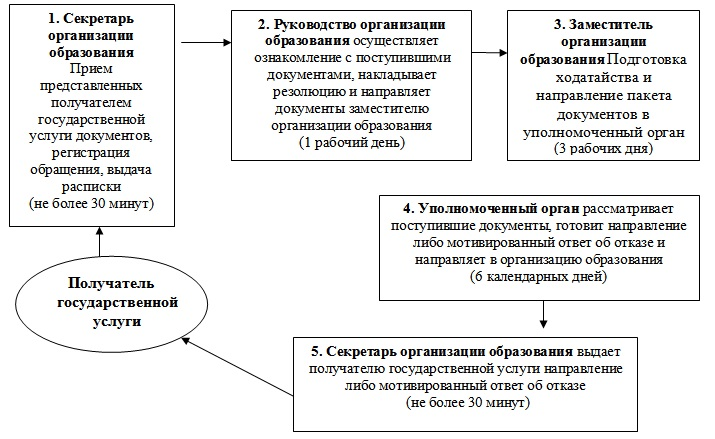 1. Секретарь
организации
образования
Прием
представленных
получателем
государственной
услуги документов,
регистрация
обращения, выдача
расписки
(не более 30 минут)
2. Руководство организации
образования осуществляет
ознакомление с поступившими
документами, накладывает
резолюцию и направляет
документы заместителю
организации образования
(1 рабочий день)
3. Заместитель
организации
образования Подготовка
ходатайства и
направление пакета
документов в
уполномоченный орган
(3 рабочих дня)
4. Уполномоченный орган рассматривает
поступившие документы, готовит направление
либо мотивированный ответ об отказе и
направляет в организацию образования
(6 календарных дней)
Получатель
государственной
услуги
5. Секретарь организации образования выдает
получателю государственной услуги направление
либо мотивированный ответ об отказе
(не более 30 минут)